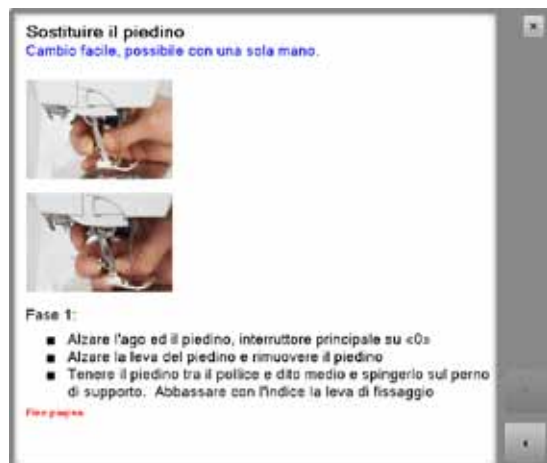 Sostituire il piedino
Cambio facile, possibile con una sola mano.
Fase 1:
■ Alzare l'ago ed il piedino, interruttore principale su «0»
■ Alzare la leva del piedino e rimuovere il piedino
■ Tenere il piedino tra il pollice e dito medio e spingerlo sul perno
di supporto. Abbassare con l'indice la leva di fissaggio
Fine pagina